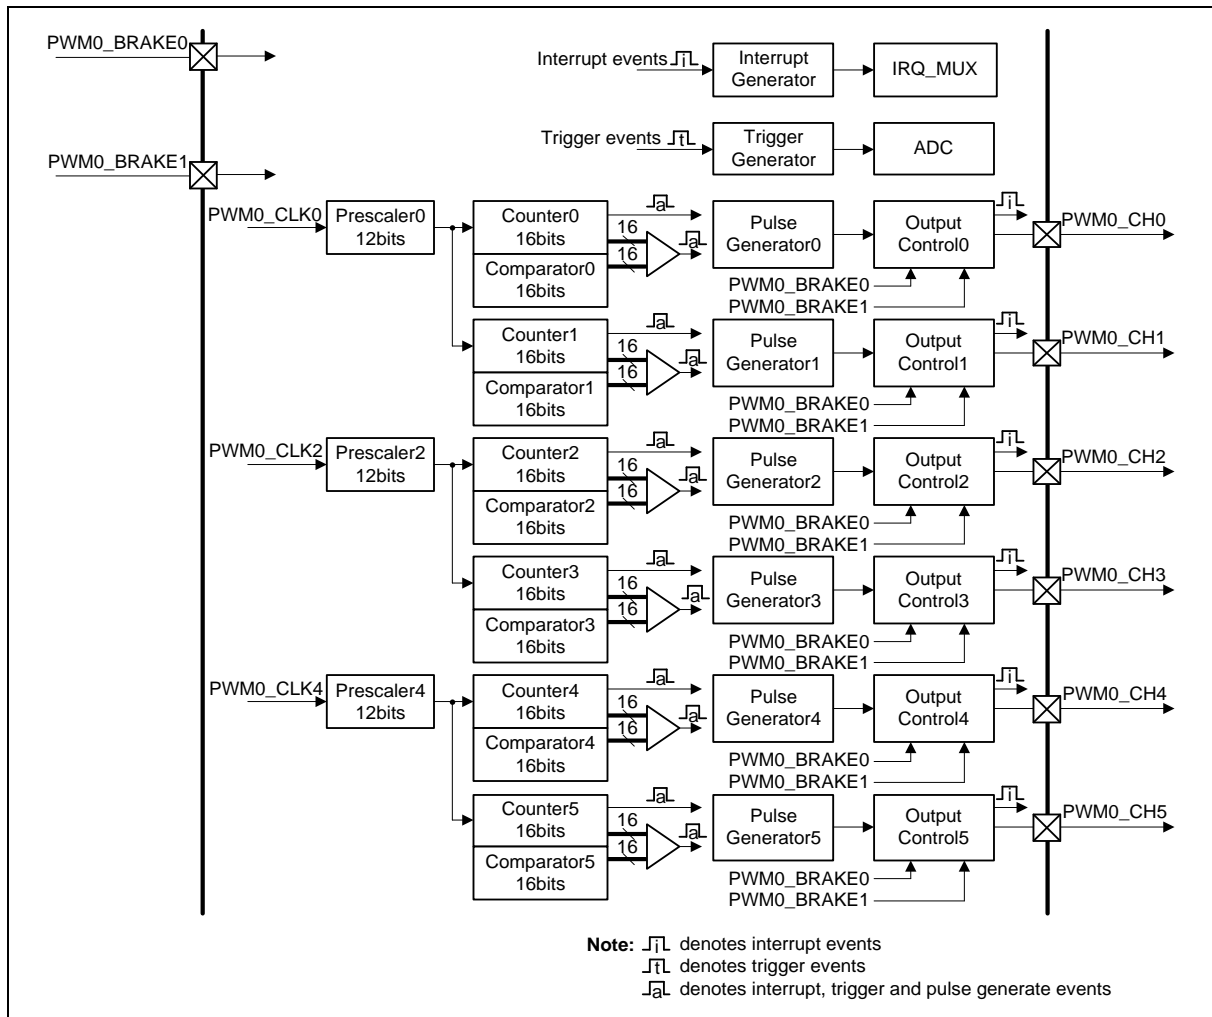 PWM0_BRAKE0
Interrupt events i
Interrupt
Generator
IRQ_MUX
PWM0_BRAKE1
Trigger events t
Trigger
Generator
ADC
PWM0_CLK0
Prescaler0
12bits
Counter0
16bits
Comparator0
16bits
16
16
a
a
Pulse
Generator0
Output
Control0
i
PWM0_CH0
PWM0_BRAKE0
PWM0_BRAKE1
Counter1
16bits
Comparator1
16bits
16
16
a
a
Pulse
Generator1
Output
Control1
i
PWM0_CH1
PWM0_BRAKE0
PWM0_BRAKE1
PWM0_CLK2
Prescaler2
12bits
Counter2
16bits
Comparator2
16bits
16
16
a
a
Pulse
Generator2
Output
Control2
i
PWM0_CH2
PWM0_BRAKE0
PWM0_BRAKE1
Counter3
16bits
Comparator3
16bits
16
16
a
a
Pulse
Generator3
Output
Control3
i
PWM0_CH3
PWM0_BRAKE0
PWM0_BRAKE1
PWM0_CLK4
Prescaler4
12bits
Counter4
16bits
Comparator4
16bits
16
16
a
a
Pulse
Generator4
Output
Control4
i
PWM0_CH4
PWM0_BRAKE0
PWM0_BRAKE1
Counter5
16bits
Comparator5
16bits
16
16
a
a
Pulse
Generator5
Output
Control5
i
PWM0_CH5
PWM0_BRAKE0
PWM0_BRAKE1
Note: i denotes interrupt events
t denotes trigger events
a denotes interrupt, trigger and pulse generate events